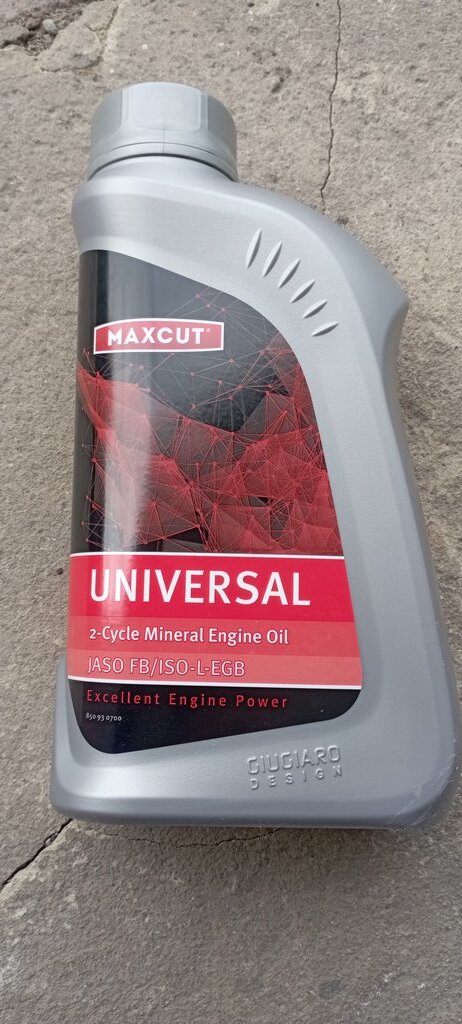 MAXCUT®
UNIVERSAL
2-Cycle Mineral Engine Oil
JASO FB/ISO-L-EGB
Excellent Engine Power
850 93 0700
GIUGIARO
DESIGN